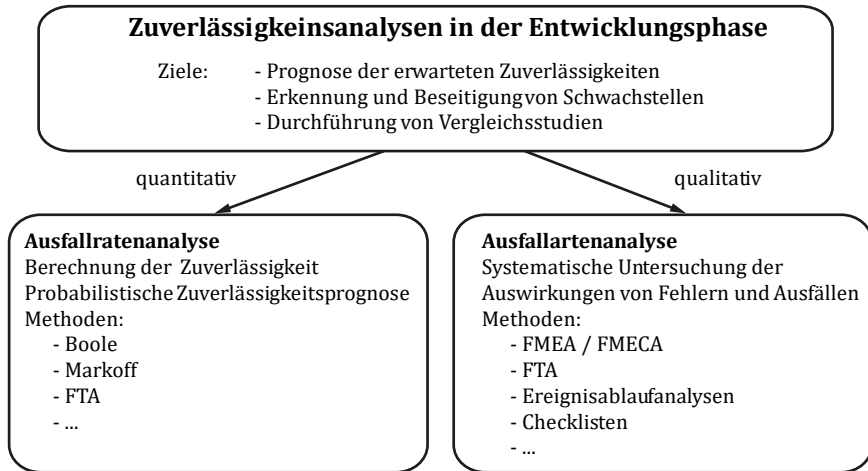 Zuverlässigkeinsanalysen in der Entwicklungsphase
Ziele: - Prognose der erwarteten Zuverlässigkeiten
- Erkennung und Beseitigung von Schwachstellen
- Durchführung von Vergleichsstudien
quantitativ
qualitativ
Ausfallratenanalyse
Berechnung der Zuverlässigkeit
Probabilistische Zuverlässigkeitsprognose
Methoden:
- Boole
- Markoff
- FTA
- ...
Ausfallartenanalyse
Systematische Untersuchung der
Auswirkungen von Fehlern und Ausfällen
Methoden:
- FMEA / FMECA
- FTA
- Ereignisablaufanalysen
- Checklisten
- ...